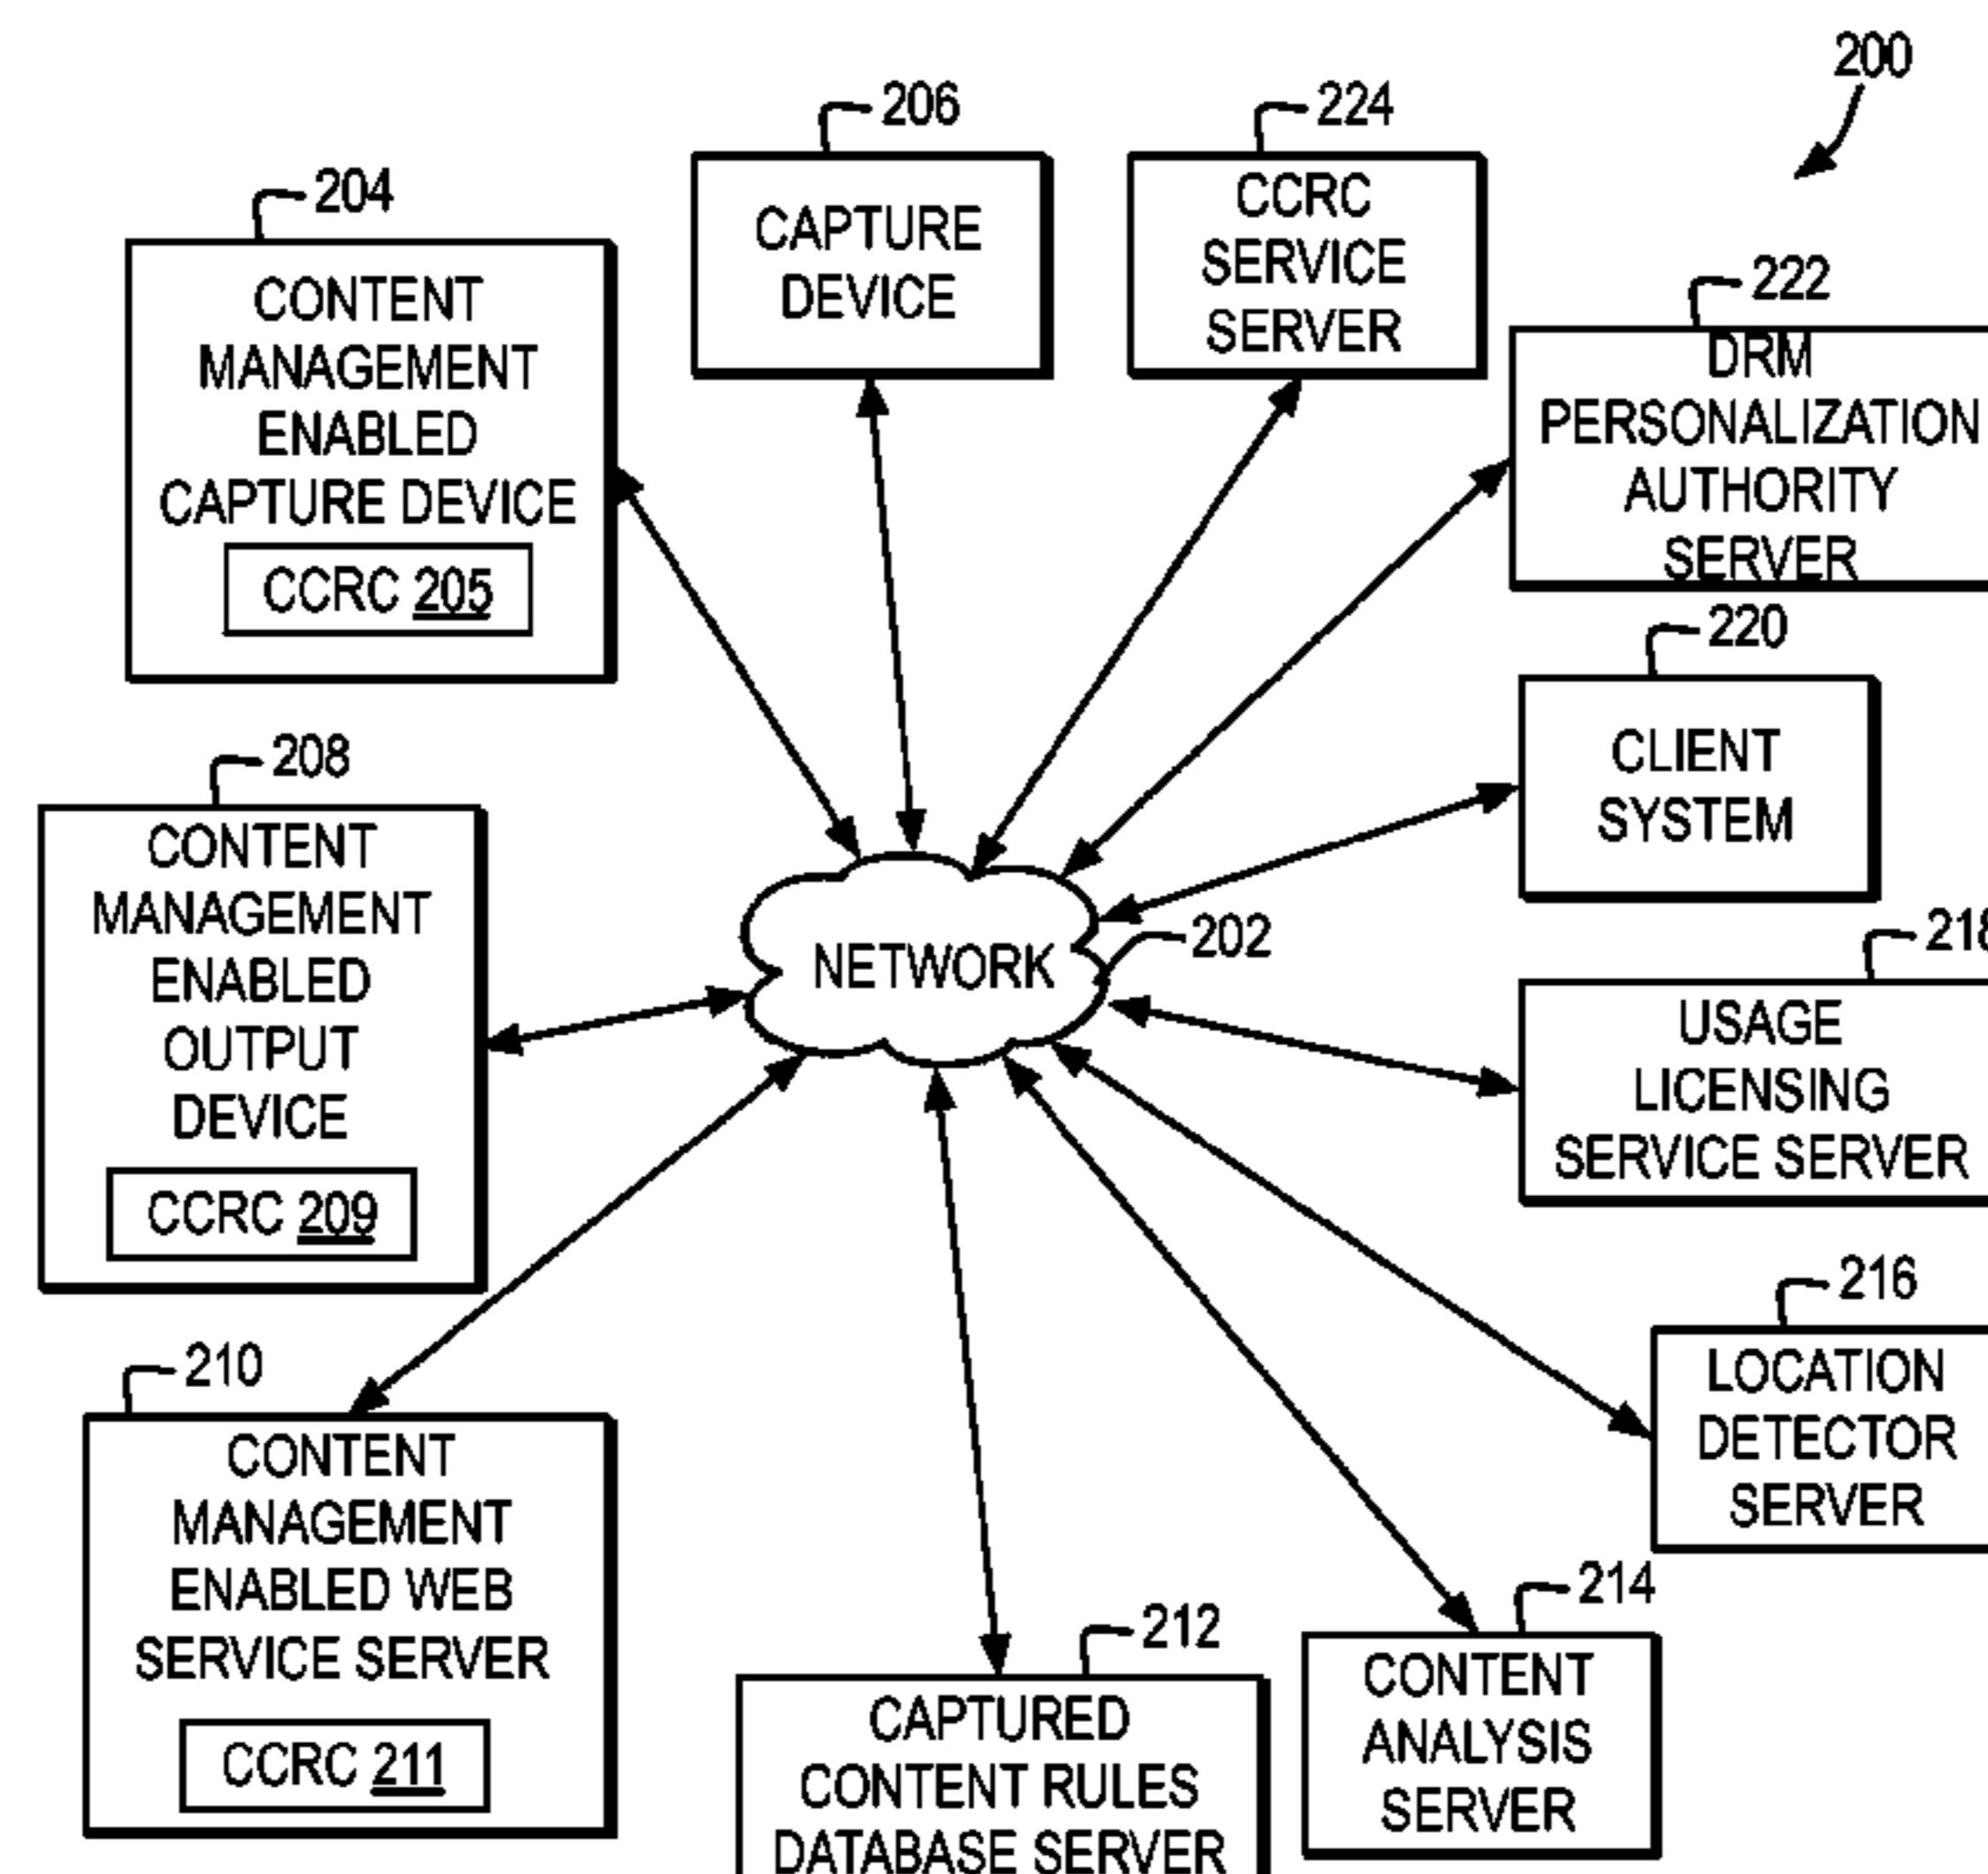 200
206
CAPTURE
DEVICE
224
CCRC
SERVICE
SERVER
204
CONTENT
MANAGEMENT
ENABLED
CAPTURE DEVICE
CCRC 205
222
DRM
PERSONALIZATION
AUTHORITY
SERVER
220
CLIENT
SYSTEM
208
CONTENT
MANAGEMENT
ENABLED
OUTPUT
DEVICE
CCRC 209
NETWORK
202
218
USAGE
LICENSING
SERVICE SERVER
216
LOCATION
DETECTOR
SERVER
210
CONTENT
MANAGEMENT
ENABLED WEB
SERVICE SERVER
CCRC 211
212
CAPTURED
CONTENT RULES
DATABASE SERVER
214
CONTENT
ANALYSIS
SERVER